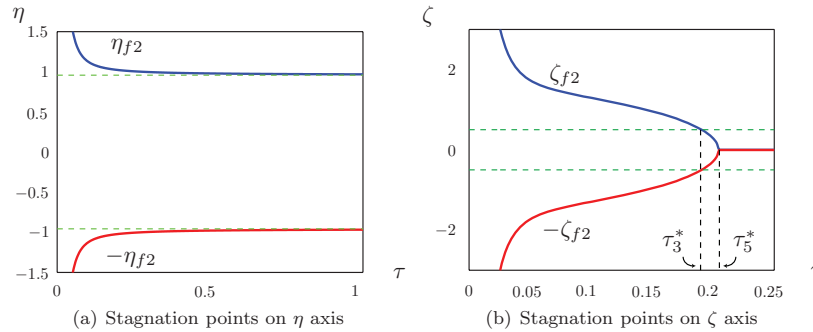 η
1.5
η_{f2}
1
0.5
0
−0.5
−1
−η_{f2}
−1.5
0
0.5
1
τ
(a) Stagnation points on η axis
ζ
ζ_{f2}
2
0
−2
−ζ_{f2}
τ_3^*
τ_5^*
0
0.05
0.1
0.15
0.2
0.25
(b) Stagnation points on ζ axis